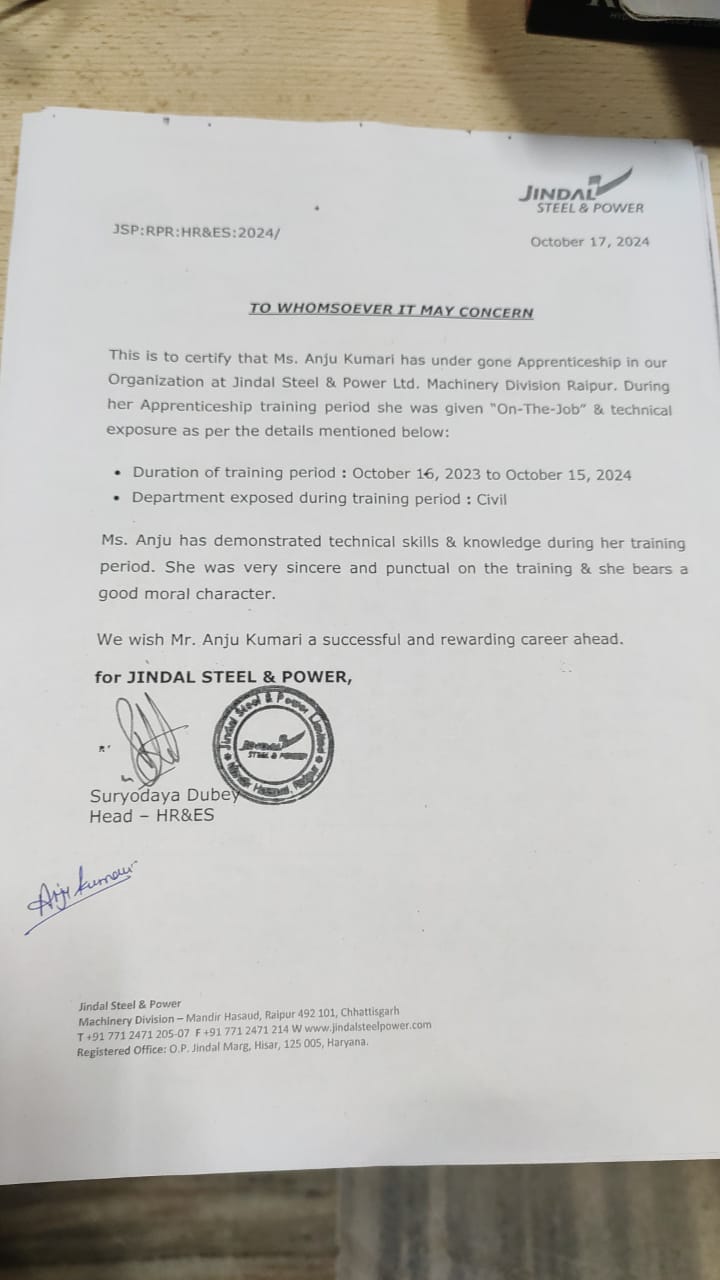 JINDAL
STEEL & POWER
JSP:RPR:HR&ES:2024/
October 17, 2024
TO WHOMSOEVER IT MAY CONCERN
This is to certify that Ms. Anju Kumari has under gone Apprenticeship in our
Organization at Jindal Steel & Power Ltd. Machinery Division Raipur. During
her Apprenticeship training period she was given "On-The-Job" & technical
exposure as per the details mentioned below:
• Duration of training period : October 16, 2023 to October 15, 2024
• Department exposed during training period : Civil
Ms. Anju has demonstrated technical skills & knowledge during her training
period. She was very sincere and punctual on the training & she bears a
good moral character.
We wish Mr. Anju Kumari a successful and rewarding career ahead.
for JINDAL STEEL & POWER,
Jindal Steel & Power Limited
JINDAL
STEEL & POWER
Mandir Hasaud, Raipur
Suryodaya Dubey
Head – HR&ES
Anju kumari
Jindal Steel & Power
Machinery Division – Mandir Hasaud, Raipur 492 101, Chhattisgarh
T +91 771 2471 205-07 F +91 771 2471 214 W www.jindalsteelpower.com
Registered Office: O.P. Jindal Marg, Hisar, 125 005, Haryana.